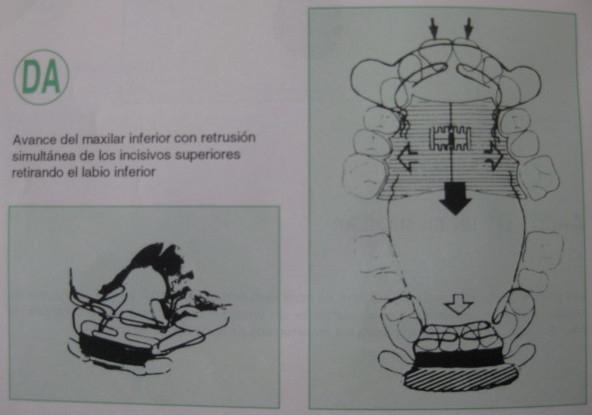 DA
Avance del maxilar inferior con retrusión
simultánea de los incisivos superiores
retirando el labio inferior